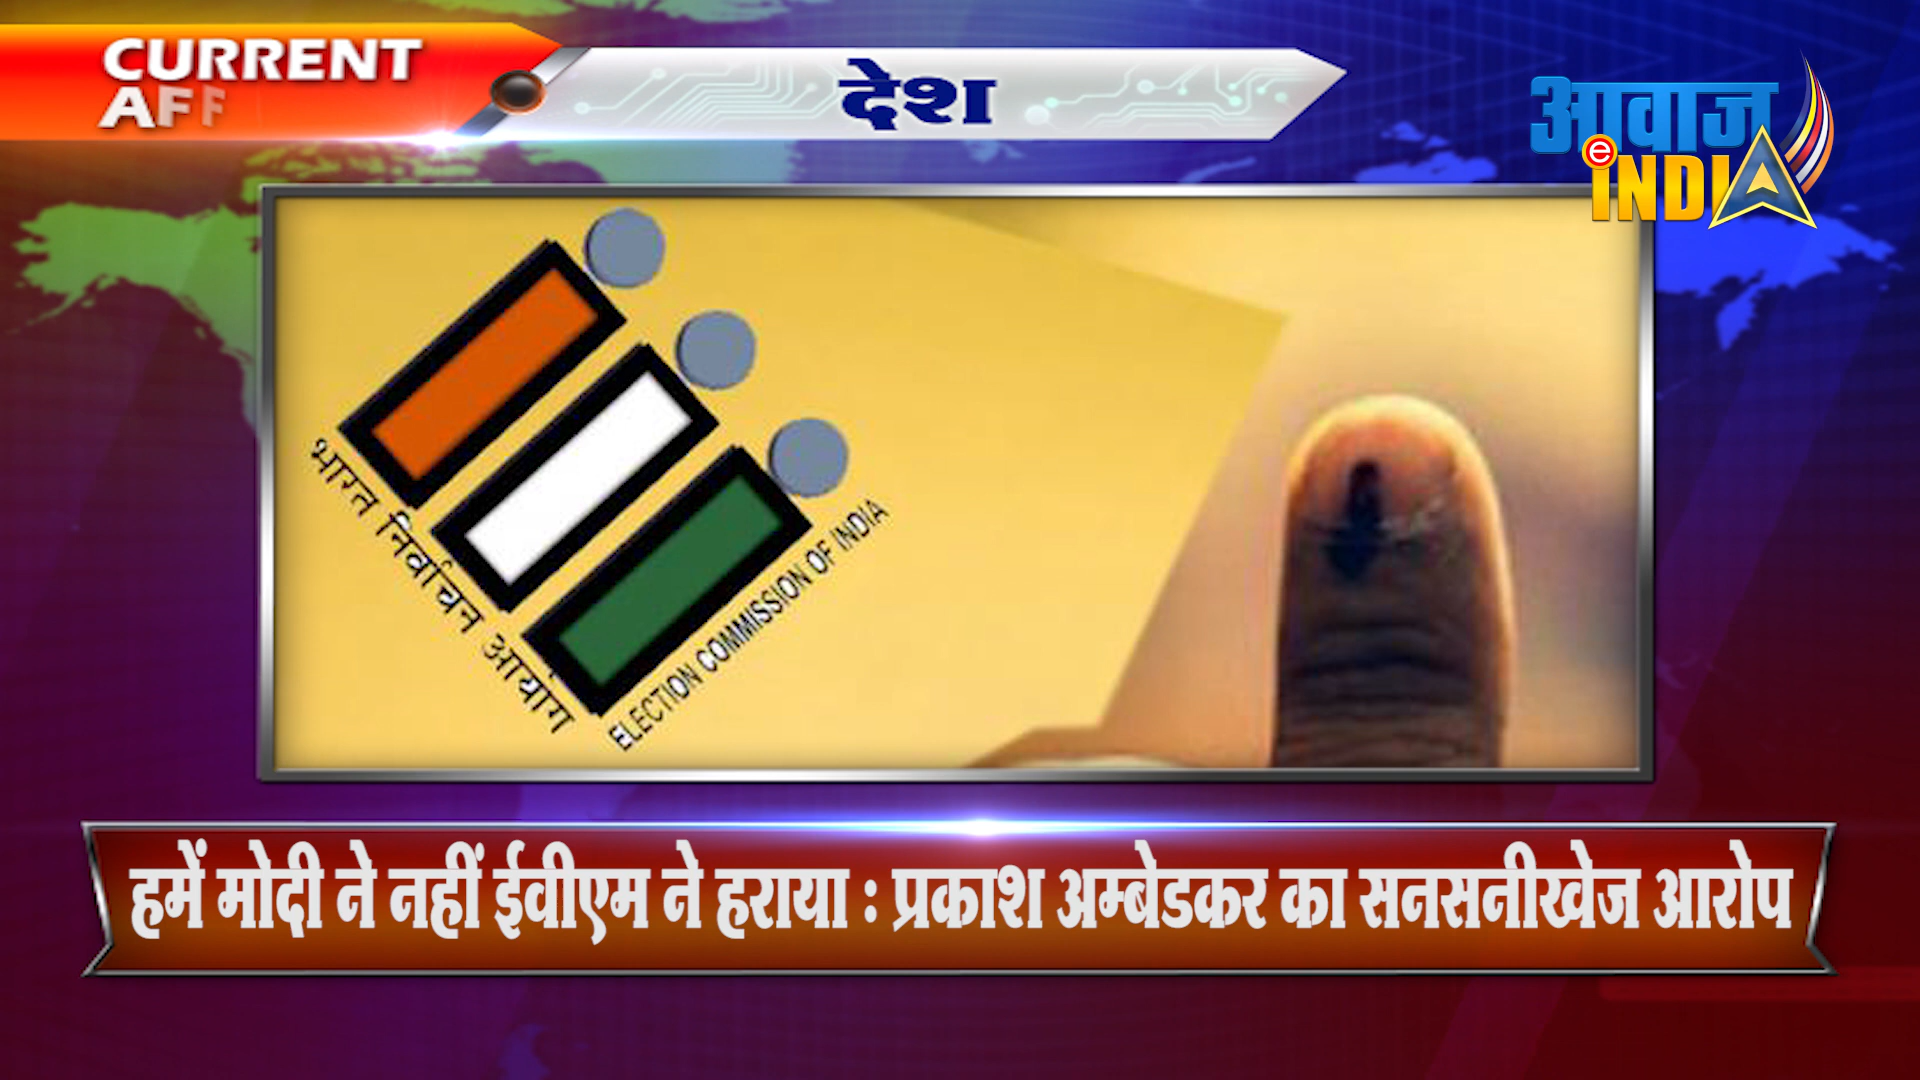 CURRENT
AFF
देश
आवाज
e
INDIA
भारत निर्वाचन आयोग
ELECTION COMMISSION OF INDIA
हमें मोदी ने नहीं ईवीएम ने हराया : प्रकाश अम्बेडकर का सनसनीखेज आरोप